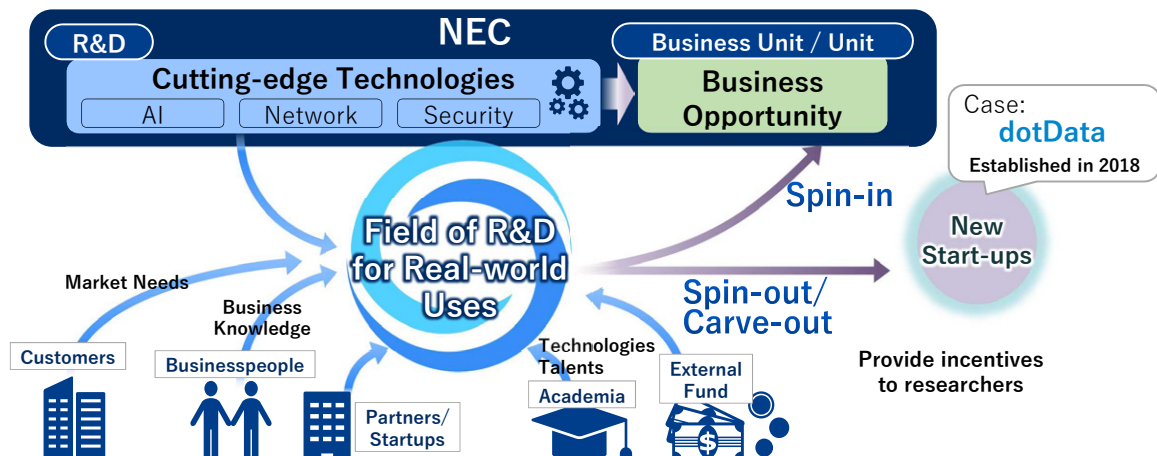 NEC
R&D
Business Unit / Unit
Cutting-edge Technologies
AI
Network
Security
Business
Opportunity
Case:
dotData
Established in 2018
Spin-in
New
Start-ups
Field of R&D
for Real-world
Uses
Spin-out/
Carve-out
Market Needs
Business
Knowledge
Customers
Businesspeople
Partners/
Startups
Technologies
Talents
Academia
External
Fund
$
Provide incentives
to researchers